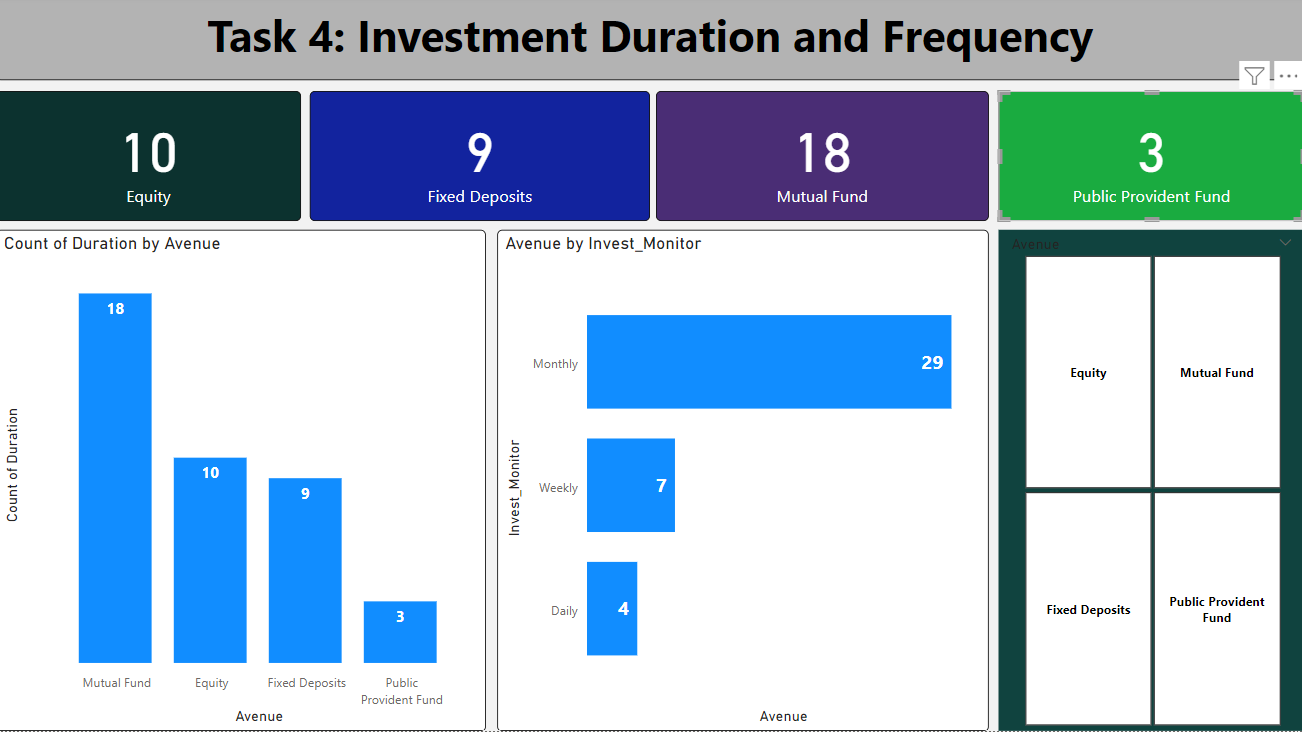 Task 4: Investment Duration and Frequency
10
Equity
9
Fixed Deposits
18
Mutual Fund
3
Public Provident Fund
Count of Duration by Avenue
Count of Duration
18
10
9
3
Mutual Fund
Equity
Fixed Deposits
Public
Provident Fund
Avenue
Avenue by Invest_Monitor
Invest_Monitor
Monthly
29
Weekly
7
Daily
4
Avenue
Avenue
Equity
Mutual Fund
Fixed Deposits
Public Provident
Fund